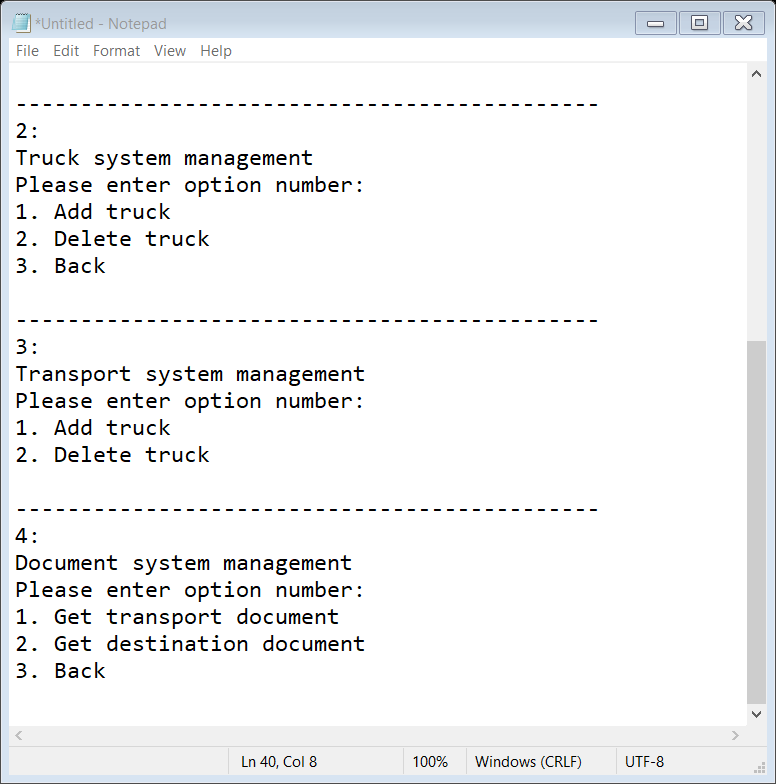 *Untitled - Notepad
File Edit Format View Help
---------------------------------------------
2:
Truck system management
Please enter option number:
1. Add truck
2. Delete truck
3. Back
---------------------------------------------
3:
Transport system management
Please enter option number:
1. Add truck
2. Delete truck
---------------------------------------------
4:
Document system management
Please enter option number:
1. Get transport document
2. Get destination document
3. Back
Ln 40, Col 8 100% Windows (CRLF) UTF-8